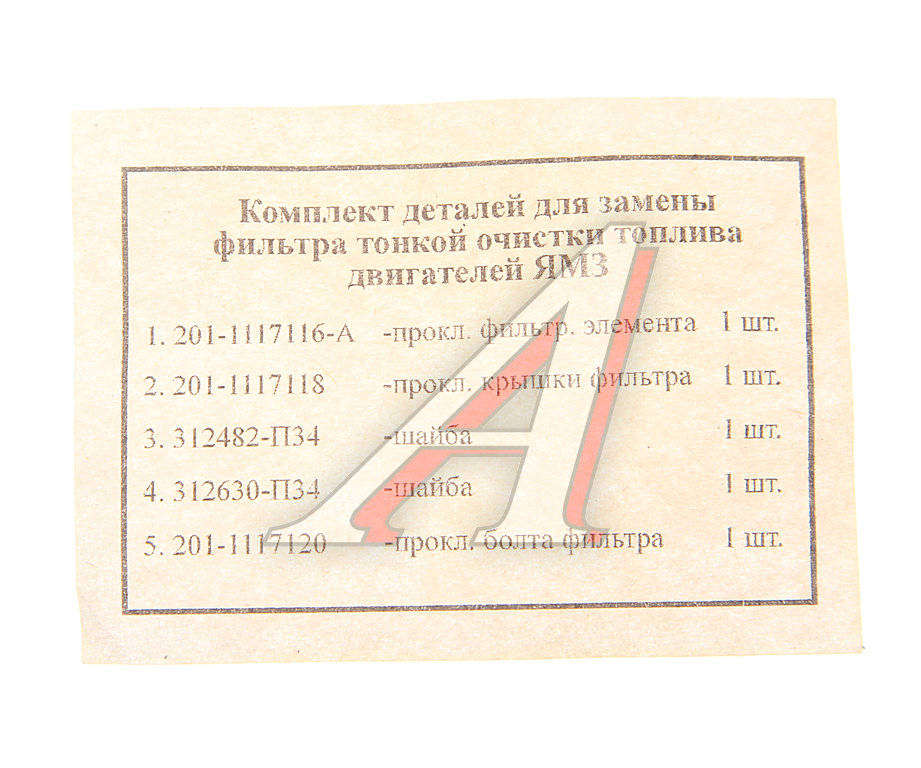 Комплект деталей для замены
фильтра тонкой очистки топлива
двигателей ЯМЗ
1. 201-1117116-А -прокл. фильтр. элемента 1 шт.
2. 201-1117118 -прокл. крышки фильтра 1 шт.
3. 312482-П34 -шайба 1 шт.
4. 312630-П34 -шайба 1 шт.
5. 201-1117120 -прокл. болта фильтра 1 шт.